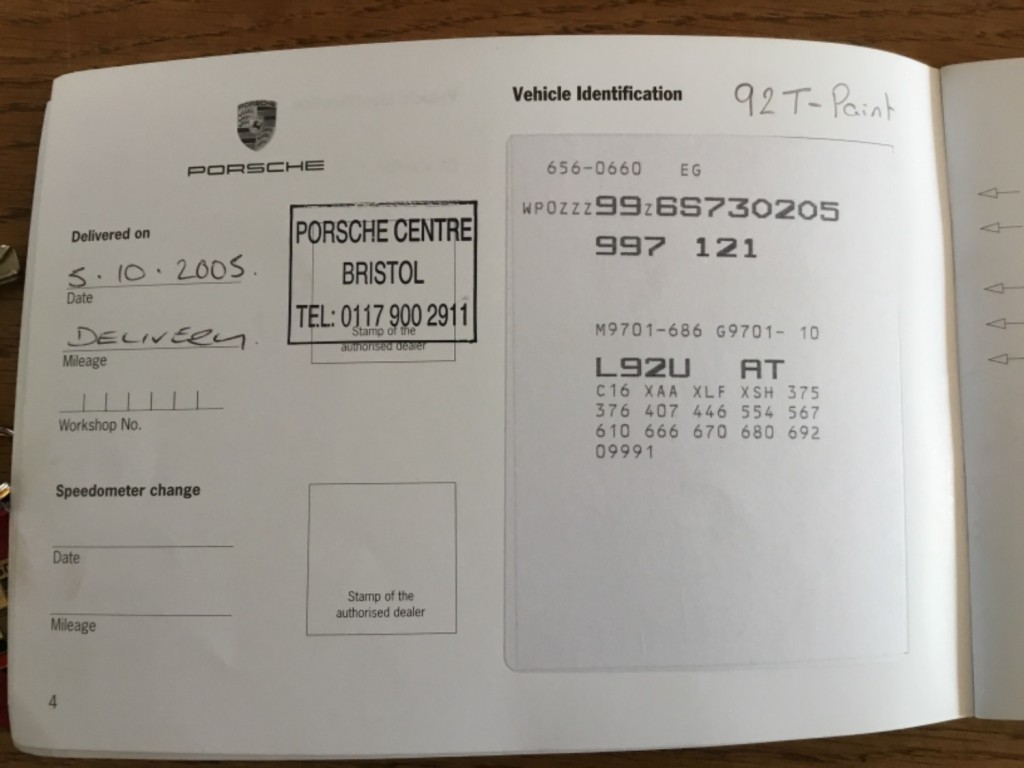 PORSCHE
PORSCHE
Delivered on
5.10.2005.
Date
DELIVERY.
Mileage
Workshop No.
PORSCHE CENTRE
BRISTOL
TEL: 0117 900 2911
Stamp of the
authorised dealer
Speedometer change
Date
Mileage
Stamp of the
authorised dealer
4
Vehicle Identification
92T-Paint
656-0660 EG
WP0ZZZ99Z6S730205
997 121
M9701-686 G9701- 10
L92U AT
C16 XAA XLF XSH 375
376 407 446 554 567
610 666 670 680 692
09991